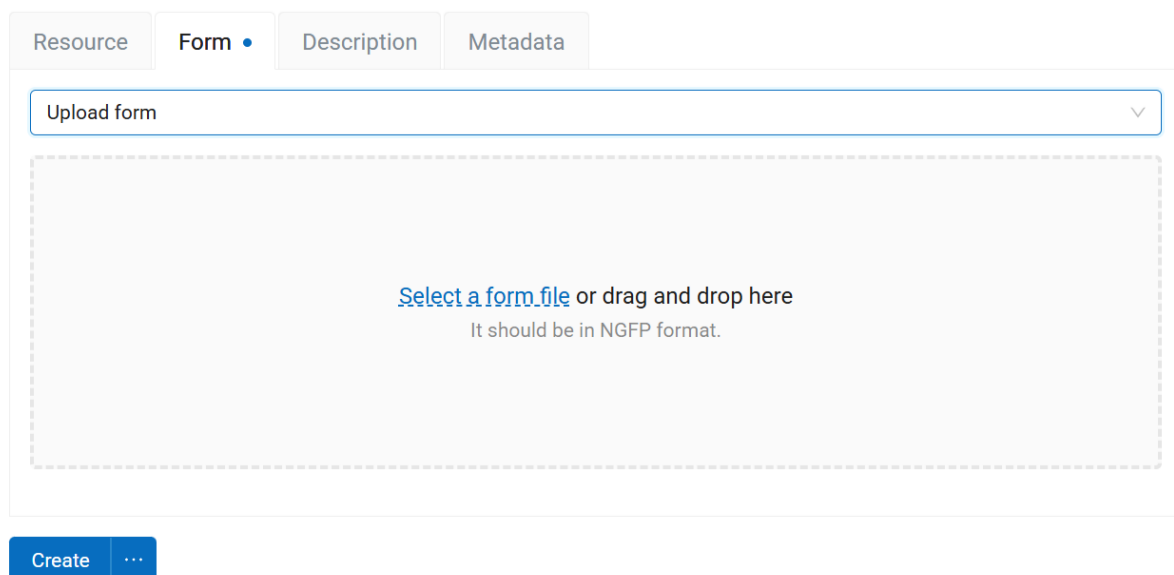 Resource Form Description Metadata
Upload form
Select a form file or drag and drop here
It should be in NGFP format.
Create ...